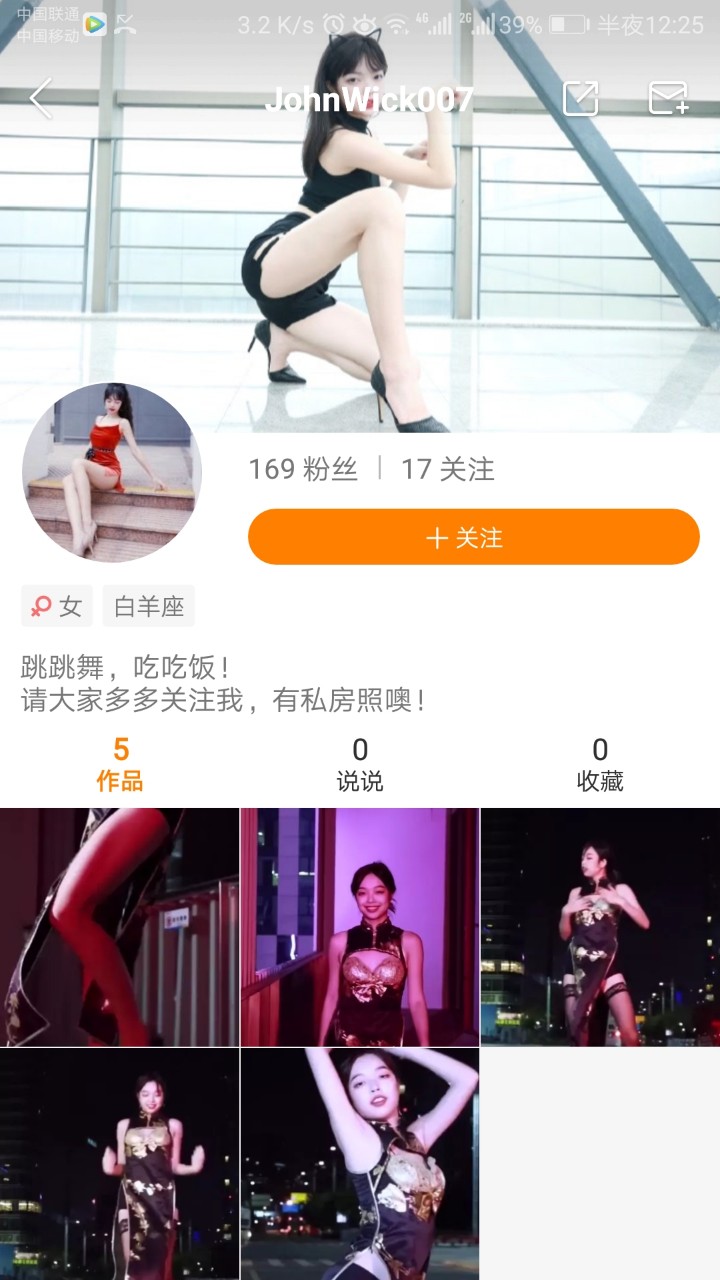 中国联通
中国移动
3.2 K/s 4G 2G 39% 半夜12:25
JohnWick007
169 粉丝 | 17 关注
+ 关注
女 白羊座
跳跳舞，吃吃饭！
请大家多多关注我，有私房照噢！
5 0 0
作品 说说 收藏